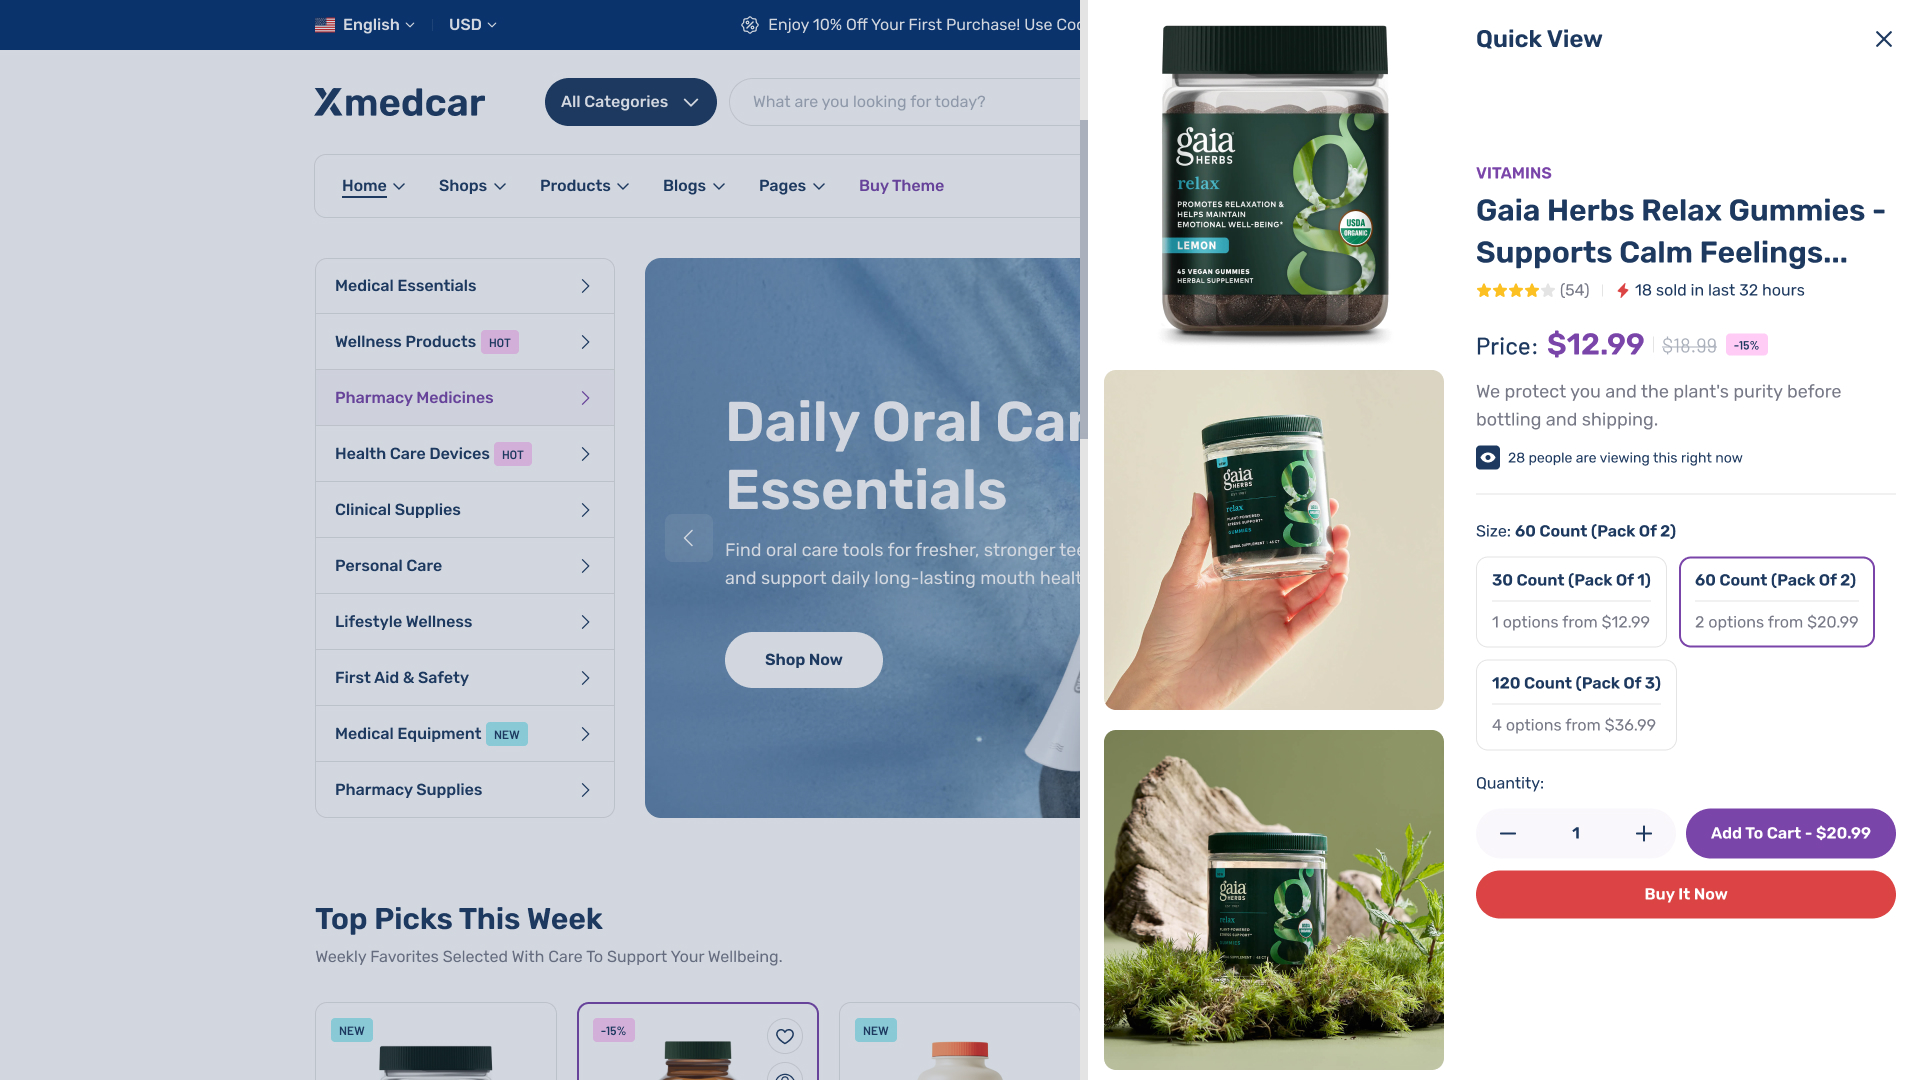 English
USD
Enjoy 10% Off Your First Purchase! Use
Xmedcar
All Categories
What are you looking for today?
Home
Shops
Products
Blogs
Pages
Buy Theme
Medical Essentials
Wellness Products HOT
Pharmacy Medicines
Health Care Devices HOT
Clinical Supplies
Personal Care
Lifestyle Wellness
First Aid & Safety
Medical Equipment NEW
Pharmacy Supplies
Daily Oral
Essentials
Find oral care tools for fresher, stronger
and support daily long-lasting mouth
Shop Now
Top Picks This Week
Weekly Favorites Selected With Care To Support Your Wellbeing.
NEW
-15%
NEW
gaia
HERBS
relax
PROMOTES RELAXATION &
HELPS MAINTAIN
EMOTIONAL WELL-BEING*
LEMON
USDA
ORGANIC
45 VEGAN GUMMIES
HERBAL SUPPLEMENT
gaia
HERBS
relax
PLANT-POWERED
STRESS SUPPORT*
GUMMIES
gaia
HERBS
relax
PLANT-POWERED
STRESS SUPPORT*
GUMMIES
Quick View
VITAMINS
Gaia Herbs Relax Gummies -
Supports Calm Feelings...
(54)
18 sold in last 32 hours
Price: $12.99 $18.99 -15%
We protect you and the plant's purity before
bottling and shipping.
28 people are viewing this right now
Size: 60 Count (Pack Of 2)
30 Count (Pack Of 1)
1 options from $12.99
60 Count (Pack Of 2)
2 options from $20.99
120 Count (Pack Of 3)
4 options from $36.99
Quantity:
1
Add To Cart - $20.99
Buy It Now